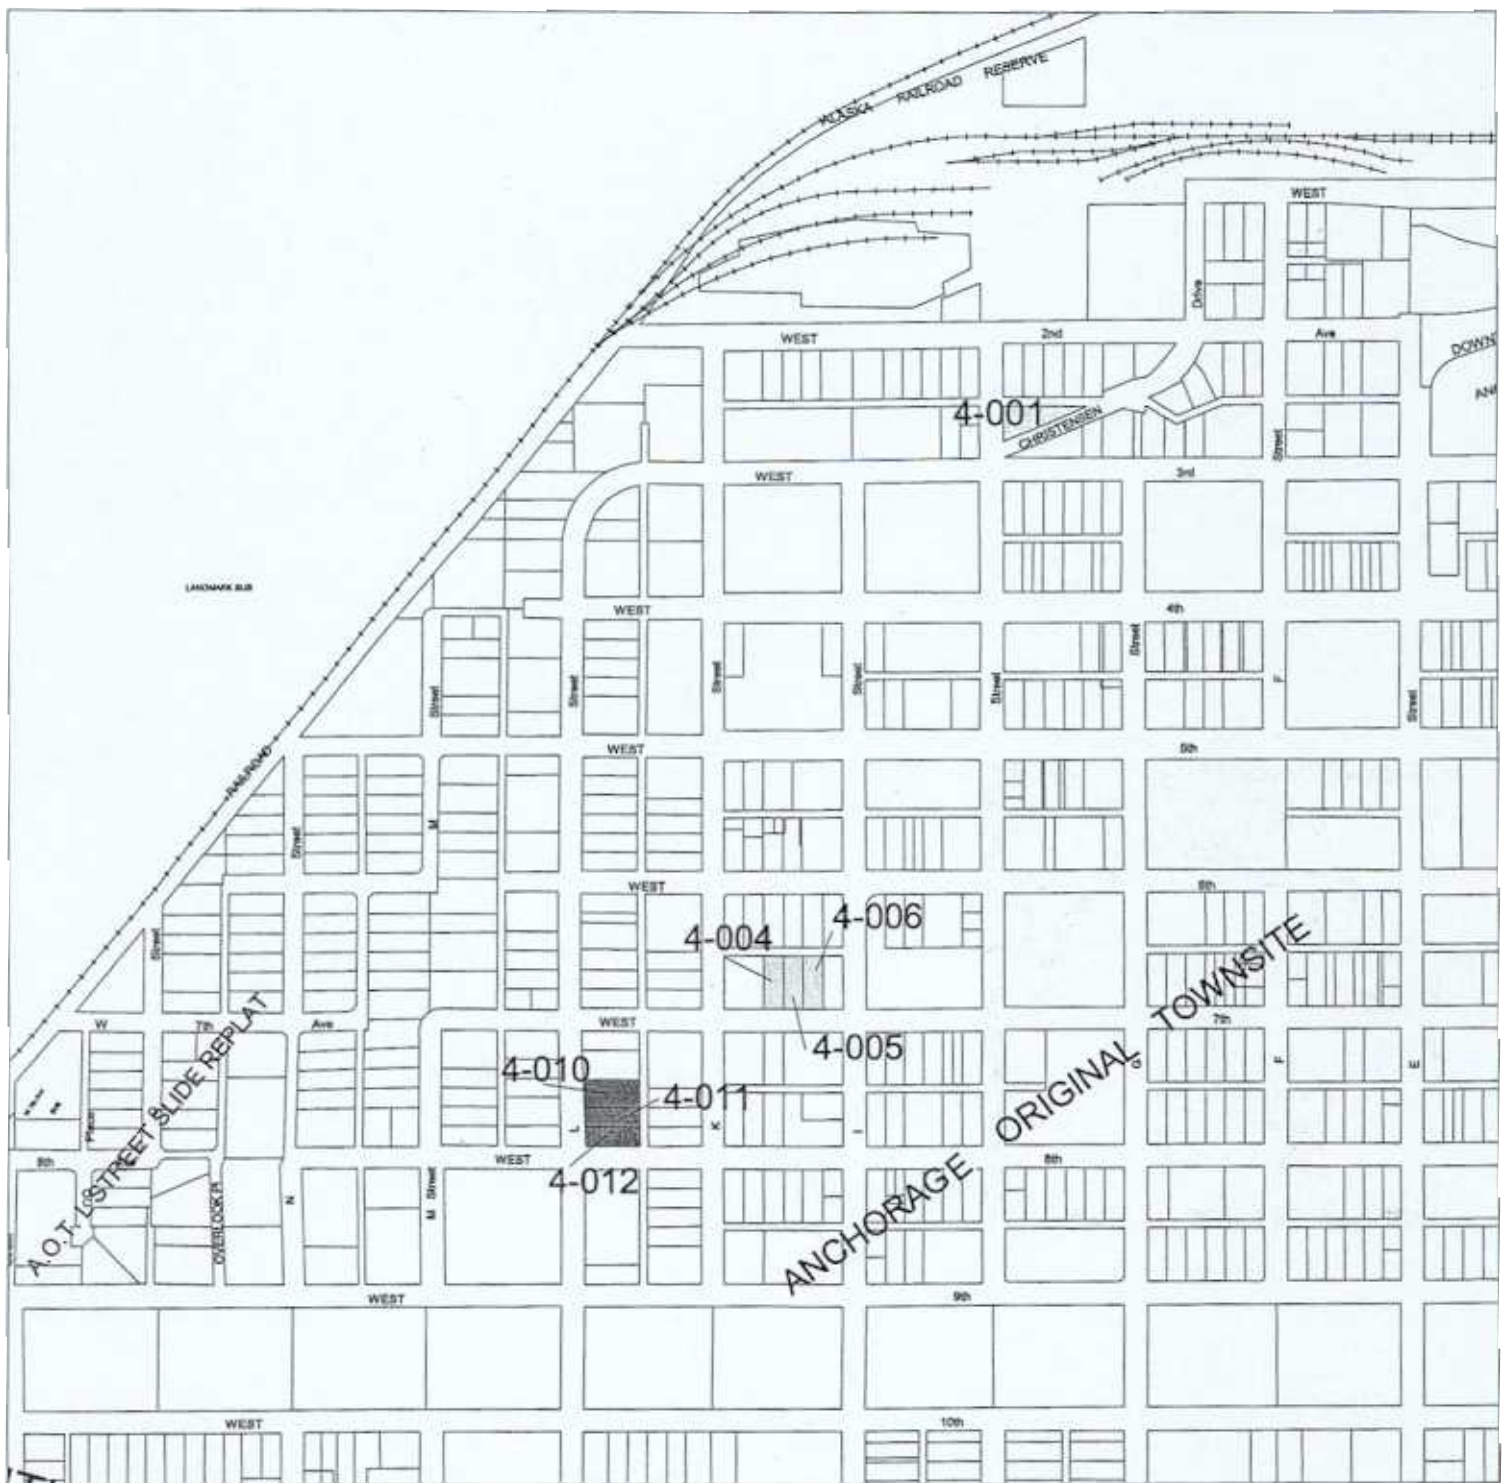 ALASKA RAILROAD RESERVE
WEST
Drive
WEST 2nd Ave
DOWN
4-001
CHRISTENSEN
Street
WEST 3rd
LANDMARK SUB
WEST 4th
Street
Street
Street
Street
Street
Street
F
Street
WEST 5th
RAILROAD
Street
M
WEST 6th
4-006
4-004
Street
TOWNSITE
W 7th Ave
WEST
7th
4-005
4-010
4-011
ORIGINAL
G
F
E
Place
L
K
I
8th
WEST
8th
4-012
A.O.T. L STREET SLIDE REPLAT
OVERLOOK Pl
N
M Street
ANCHORAGE
WEST 9th
WEST 10th